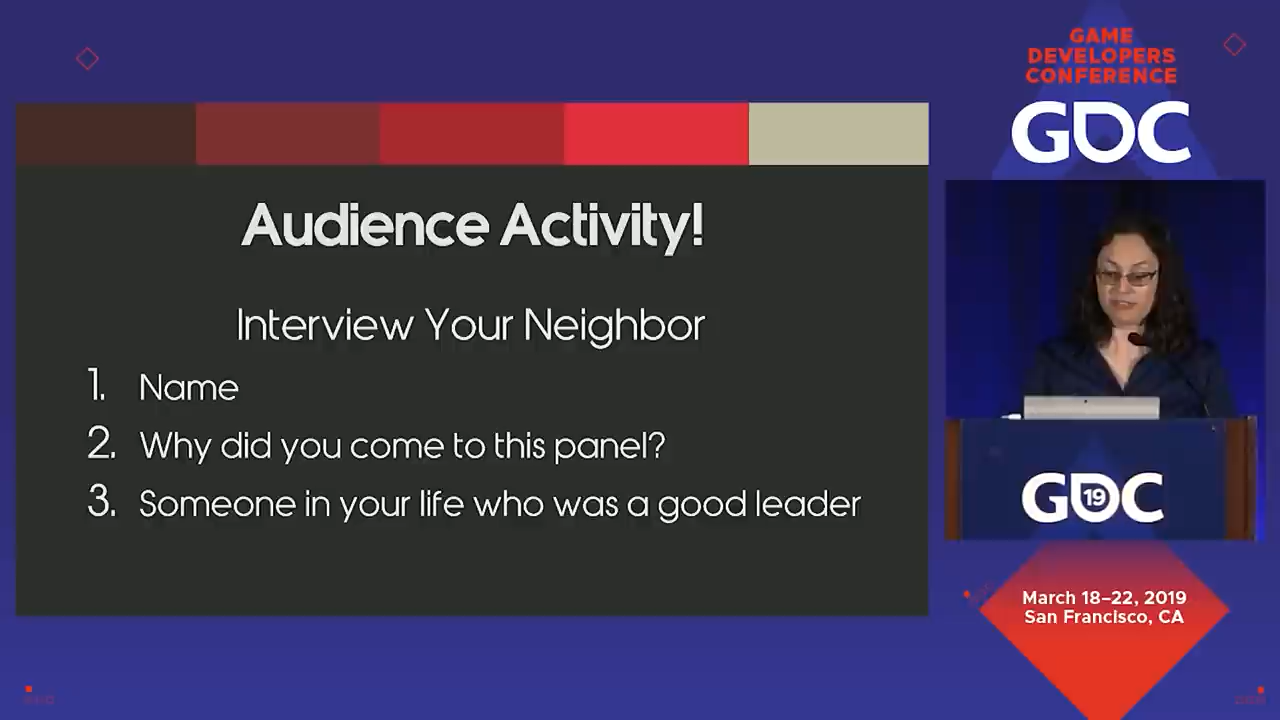 GAME
DEVELOPERS
CONFERENCE
GDC
Audience Activity!
Interview Your Neighbor
1. Name
2. Why did you come to this panel?
3. Someone in your life who was a good leader
GDC 19
March 18–22, 2019
San Francisco, CA